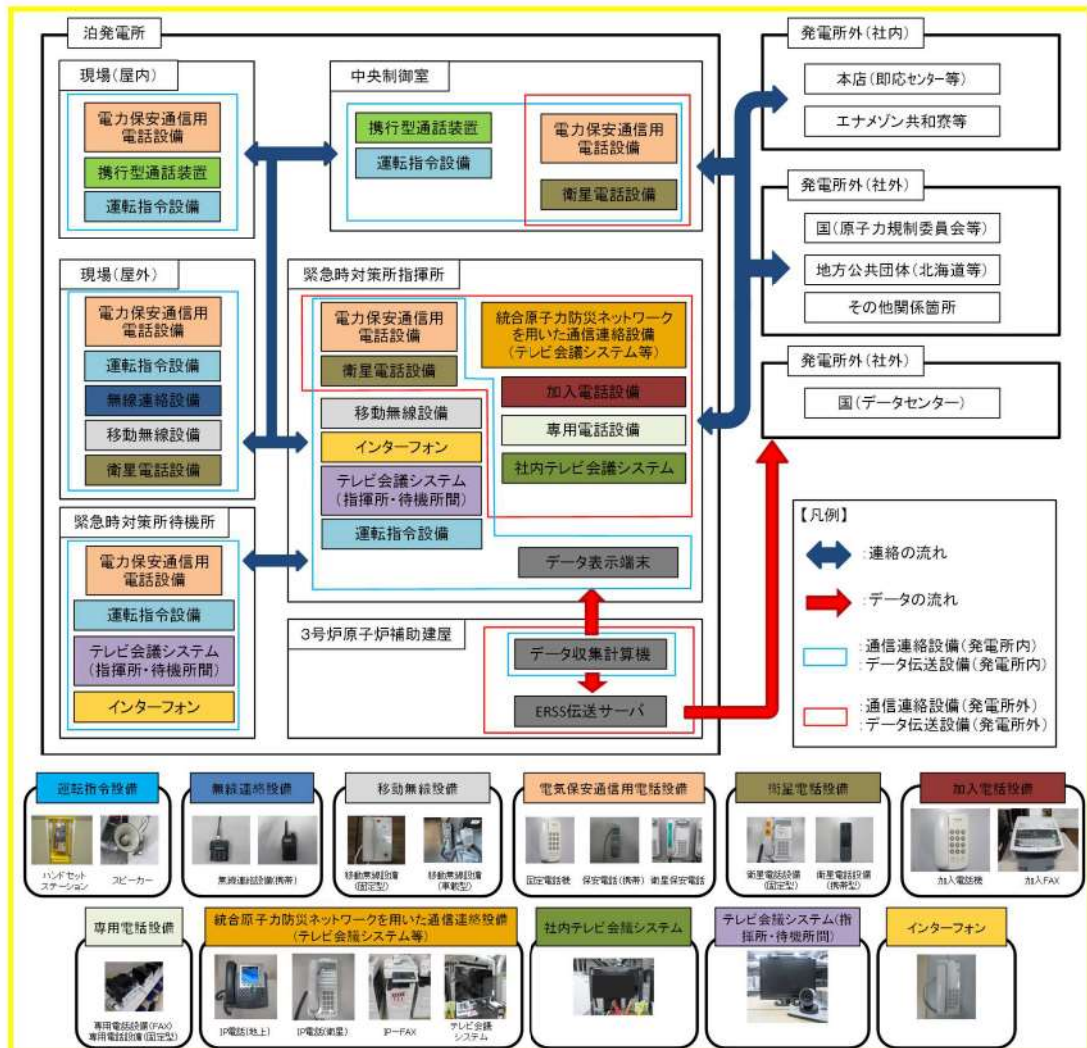 泊発電所
現場(屋内)
電力保安通信用
電話設備
携行型通話装置
運転指令設備
中央制御室
携行型通話装置
運転指令設備
電力保安通信用
電話設備
衛星電話設備
現場(屋外)
電力保安通信用
電話設備
運転指令設備
無線連絡設備
移動無線設備
衛星電話設備
緊急時対策所指揮所
電力保安通信用
電話設備
衛星電話設備
移動無線設備
インターフォン
テレビ会議システム
(指揮所・待機所間)
運転指令設備
統合原子力防災ネットワーク
を用いた通信連絡設備
(テレビ会議システム等)
加入電話設備
専用電話設備
社内テレビ会議システム
データ表示端末
緊急時対策所待機所
電力保安通信用
電話設備
運転指令設備
テレビ会議システム
(指揮所・待機所間)
インターフォン
3号炉原子炉補助建屋
データ収集計算機
ERSS伝送サーバ
発電所外(社内)
本店(即応センター等)
エナメゾン共和寮等
発電所外(社外)
国(原子力規制委員会等)
地方公共団体(北海道等)
その他関係箇所
発電所外(社外)
国(データセンター)
【凡例】
:連絡の流れ
:データの流れ
:通信連絡設備(発電所内)
:データ伝送設備(発電所内)
:通信連絡設備(発電所外)
:データ伝送設備(発電所外)
運転指令設備
ハンドセット
ステーション
スピーカー
無線連絡設備
無線連絡設備(携帯)
移動無線設備
移動無線設備
(固定型)
移動無線設備
(車載型)
電気保安通信用電話設備
固定電話機
保安電話(携帯)
衛星保安電話
衛星電話設備
衛星電話設備
(固定型)
衛星電話設備
(携帯型)
加入電話設備
加入電話機
加入FAX
専用電話設備
専用電話設備(FAX)
専用電話設備(固定型)
統合原子力防災ネットワークを用いた通信連絡設備
(テレビ会議システム等)
IP電話(地上)
IP電話(衛星)
IP－FAX
テレビ会議
システム
社内テレビ会議システム
テレビ会議システム(指
揮所・待機所間)
インターフォン